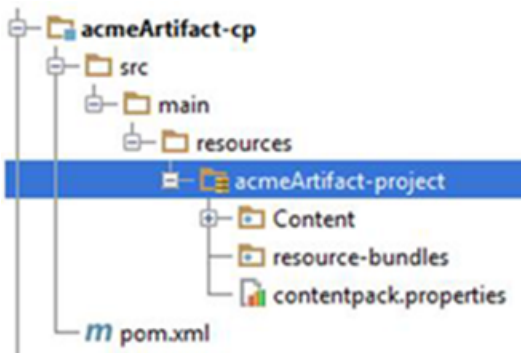 acmeArtifact-cp
src
main
resources
acmeArtifact-project
Content
resource-bundles
contentpack.properties
m pom.xml